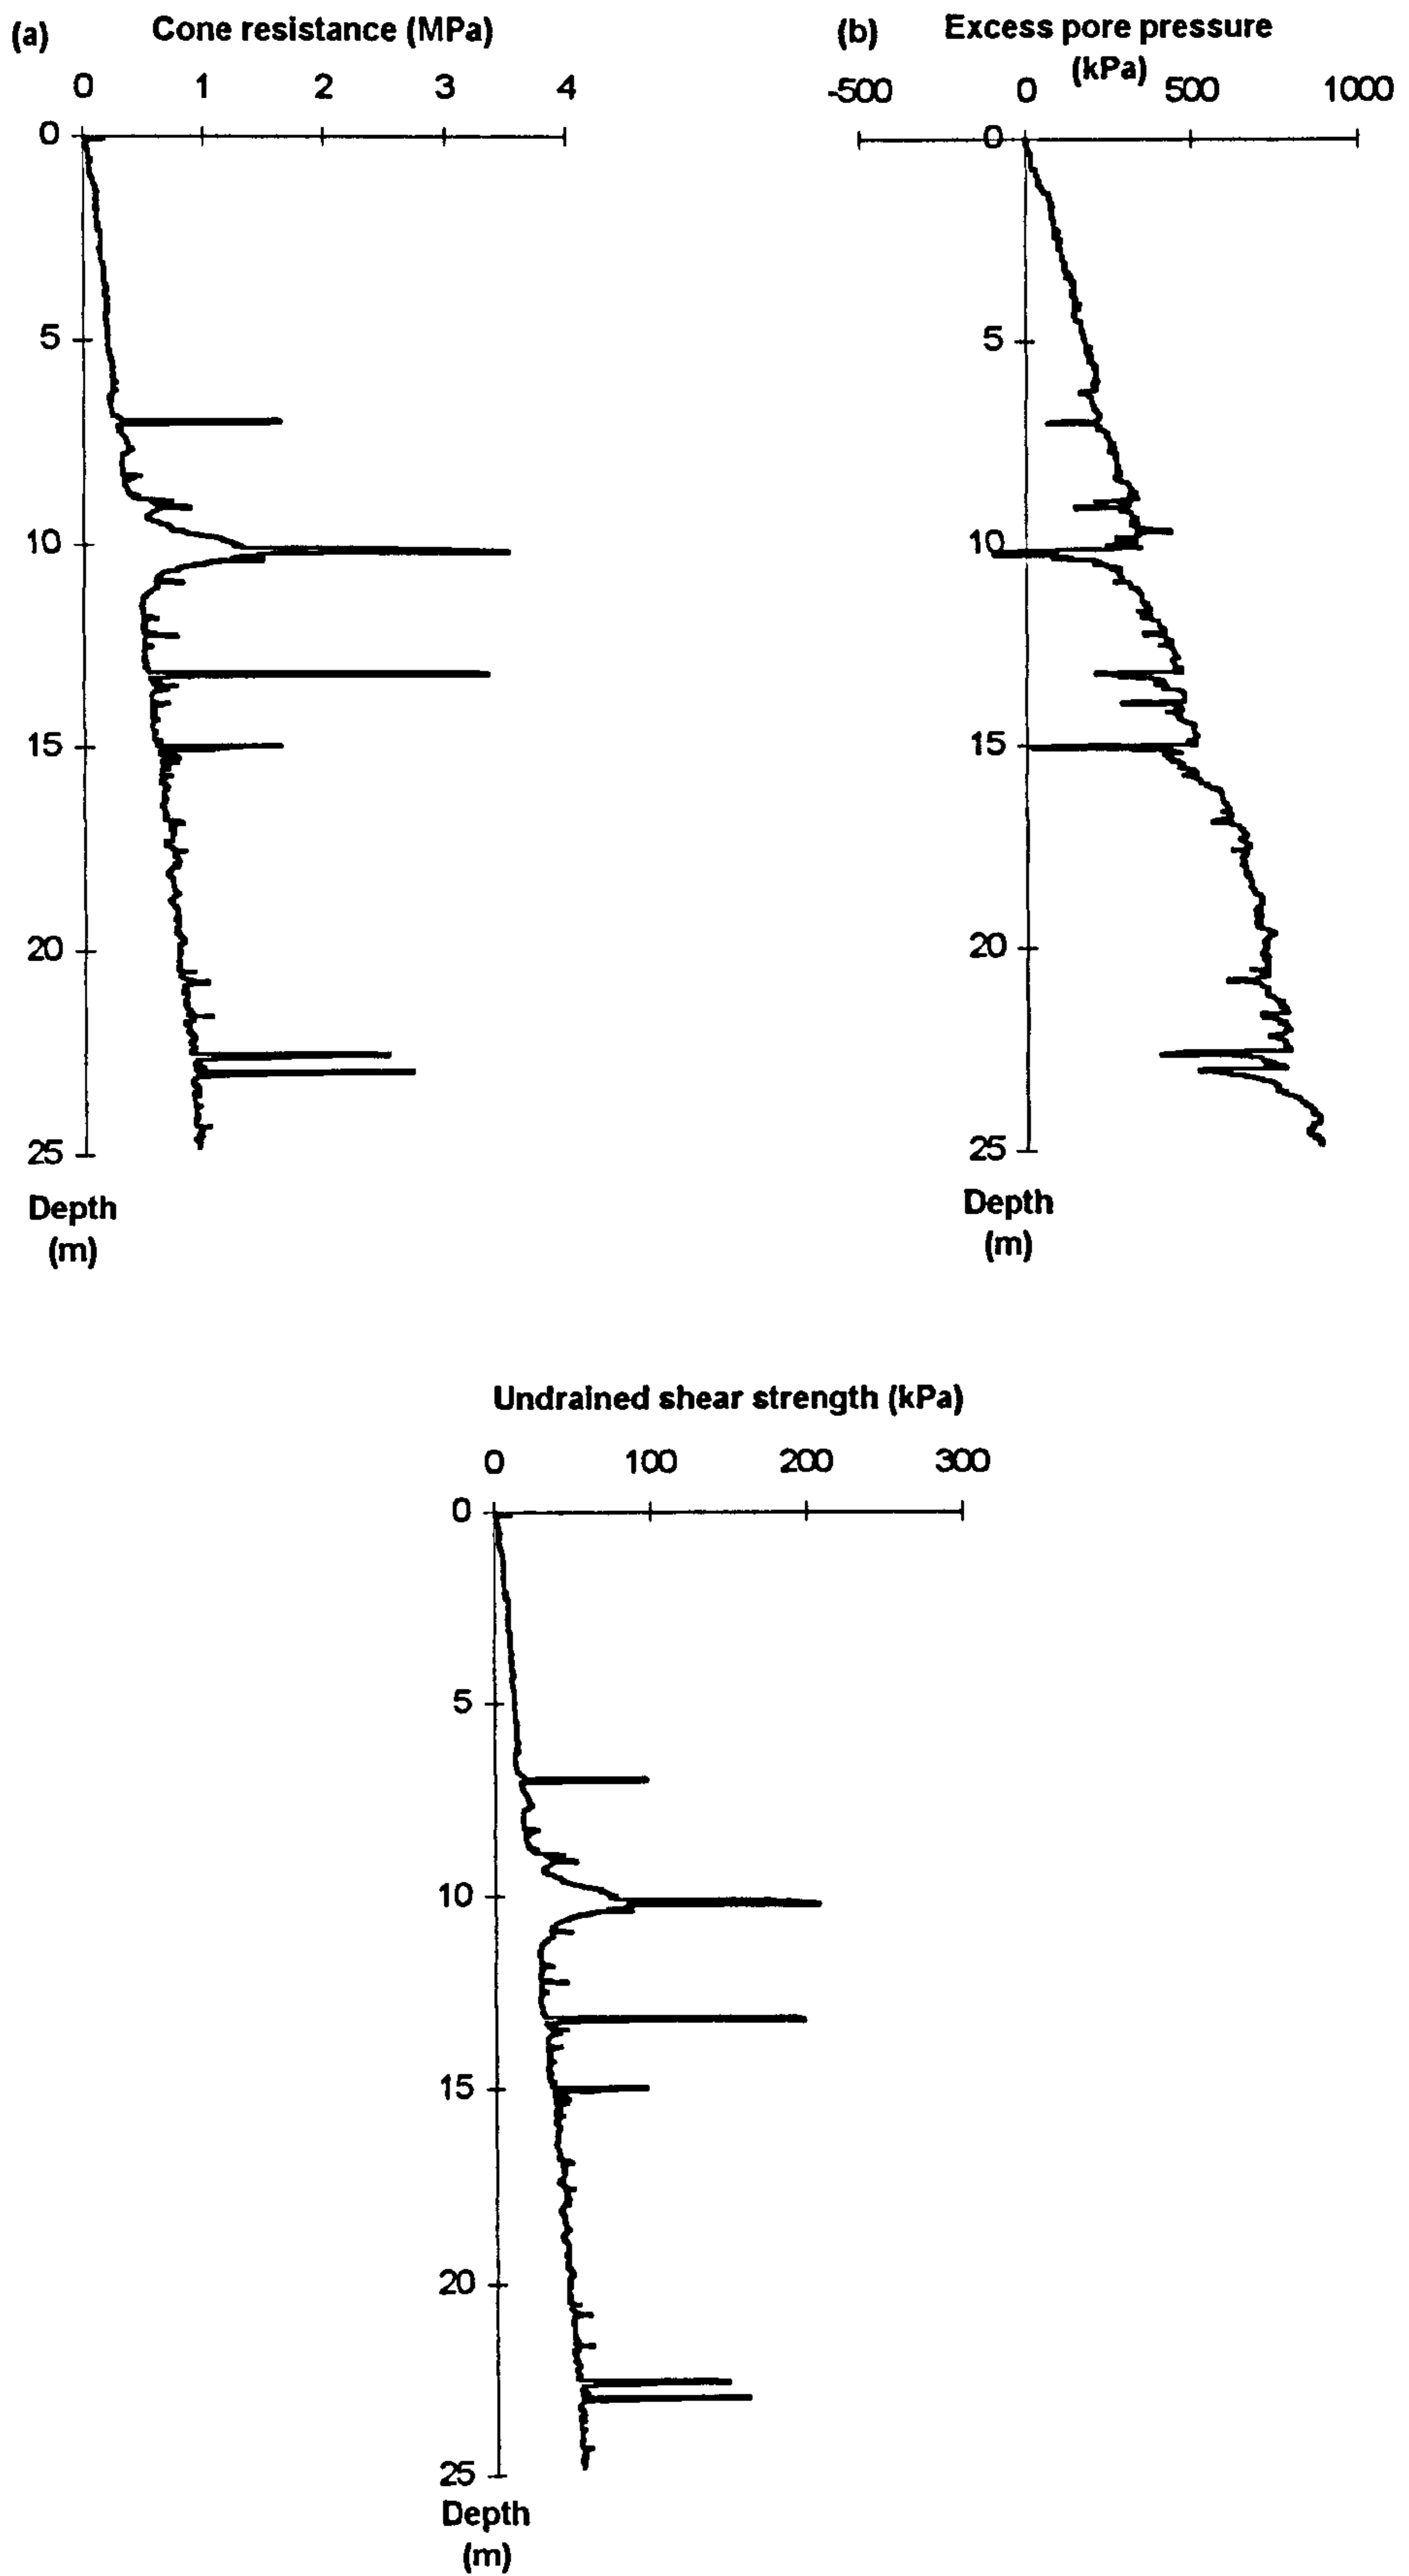 (a) Cone resistance (MPa)
0 1 2 3 4
0
5
10
15
20
25
Depth
(m)
(b) Excess pore pressure
(kPa)
-500 0 500 1000
0
5
10
15
20
25
Depth
(m)
Undrained shear strength (kPa)
0 100 200 300
0
5
10
15
20
25
Depth
(m)